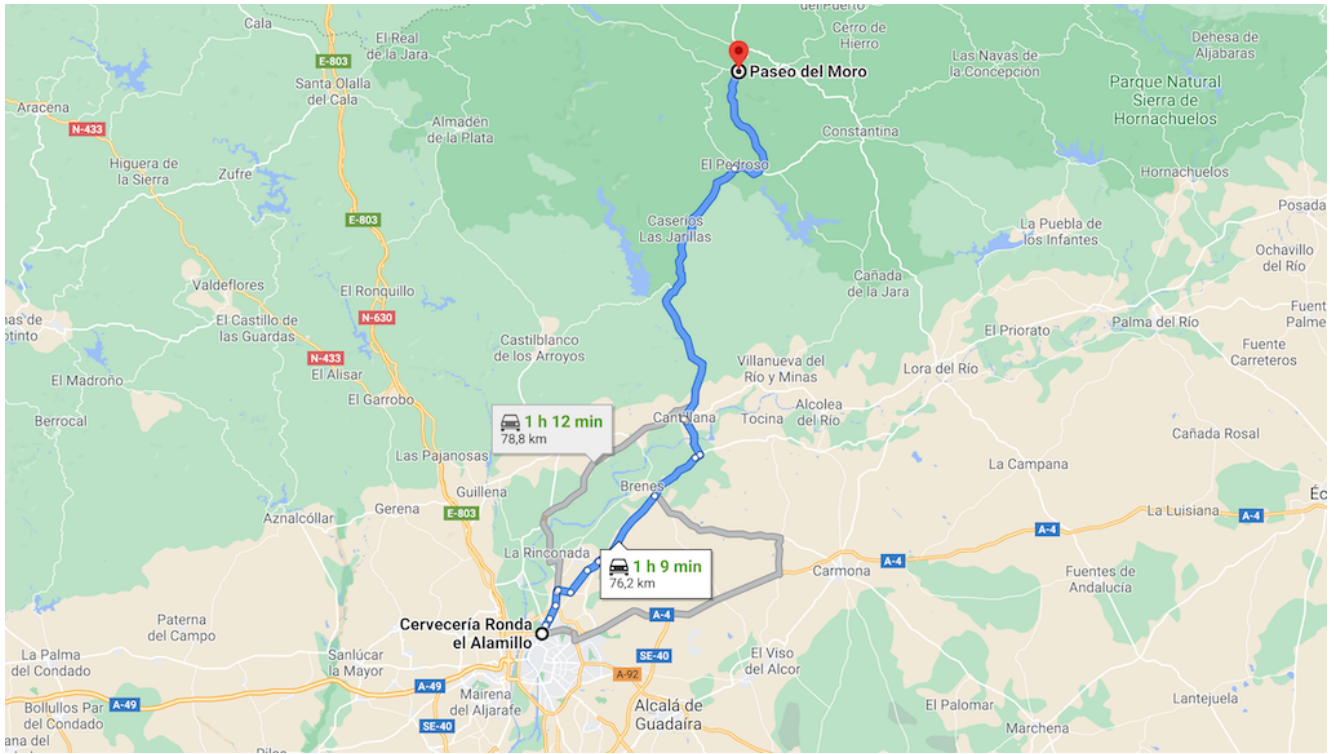 del Puerto
Cala
El Real
de la Jara
Cerro de
Hierro
Las Navas de
la Concepción
Dehesa de
Aljabaras
E-803
Santa Olalla
del Cala
Paseo del Moro
Parque Natural
Sierra de
Hornachuelos
Aracena
N-433
Almadén
de la Plata
Constantina
Higuera de
la Sierra
Zufre
El Pedroso
Hornachuelos
E-803
Caserios
Las Jarillas
La Puebla de
los Infantes
Posada
Ochavillo
del Río
Valdeflores
El Ronquillo
Cañada
de la Jara
El Castillo de
las Guardas
N-630
Castilblanco
de los Arroyos
El Priorato
Palma del Río
Fuent
Palme
N-433
El Alisar
Villanueva del
Río y Minas
Lora del Río
Fuente
Carreteros
El Madroño
El Garrobo
Berrocal
1 h 12 min
78,8 km
Cantillana
Tocina
Alcolea
del Río
Cañada Rosal
Las Pajanosas
La Campana
Guillena
Brenes
Gerena
E-803
Aznalcóllar
La Luisiana
A-4
Éc
A-4
La Rinconada
1 h 9 min
76,2 km
A-4
Carmona
Fuentes de
Andalucía
Paterna
del Campo
Cervecería Ronda
el Alamillo
A-4
La Palma
del Condado
Sanlúcar
la Mayor
SE-40
El Viso
del Alcor
A-92
A-49
A-49
Mairena
del Aljarafe
Lantejuela
Bollullos Par
del Condado
Alcalá de
Guadaíra
El Palomar
SE-40
Marchena
ana del